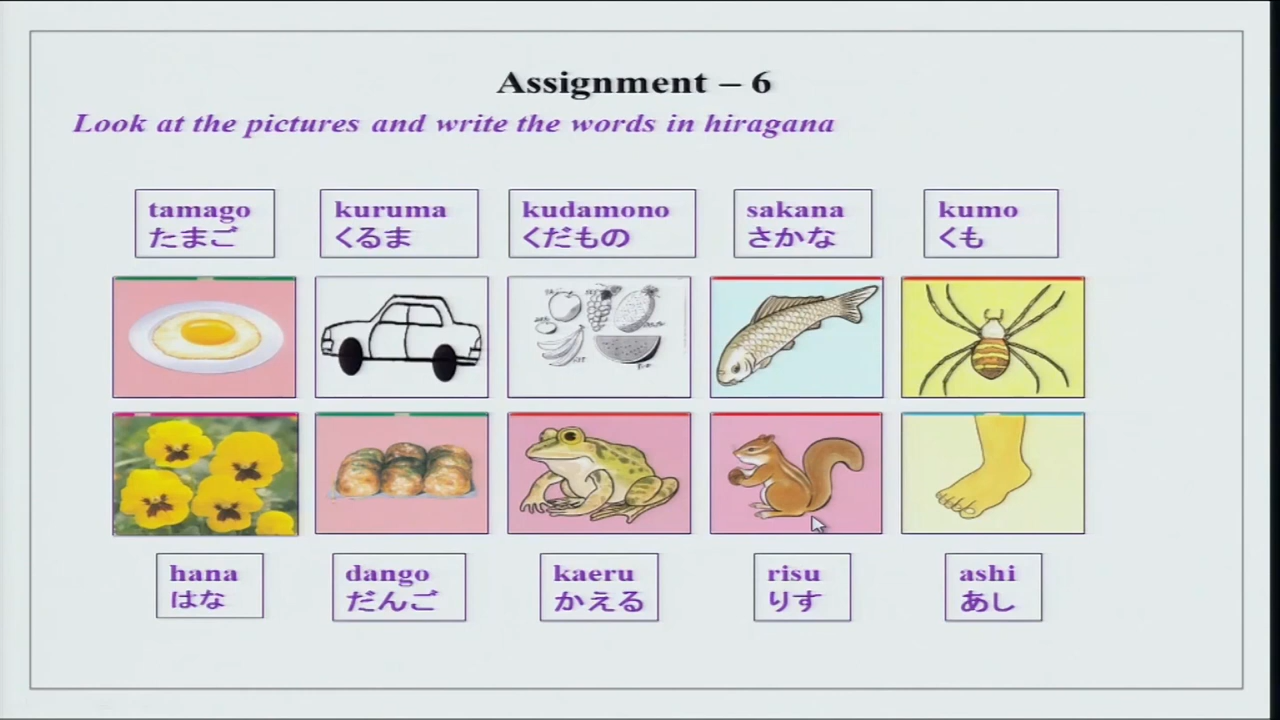 Assignment – 6
Look at the pictures and write the words in hiragana
tamago
たまご
kuruma
くるま
kudamono
くだもの
sakana
さかな
kumo
くも
hana
はな
dango
だんご
kaeru
かえる
risu
りす
ashi
あし